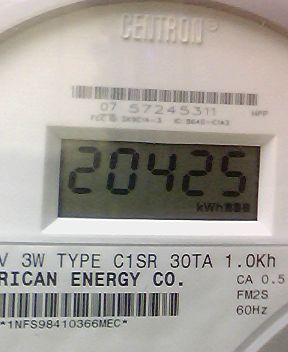 CENTRON®
07 57245311
20425
kWh
V 3W TYPE C1SR 30TA 1.0Kh
RICAN ENERGY CO.
CA 0.5
FM2S
60Hz
*1NFS98410366MEC*